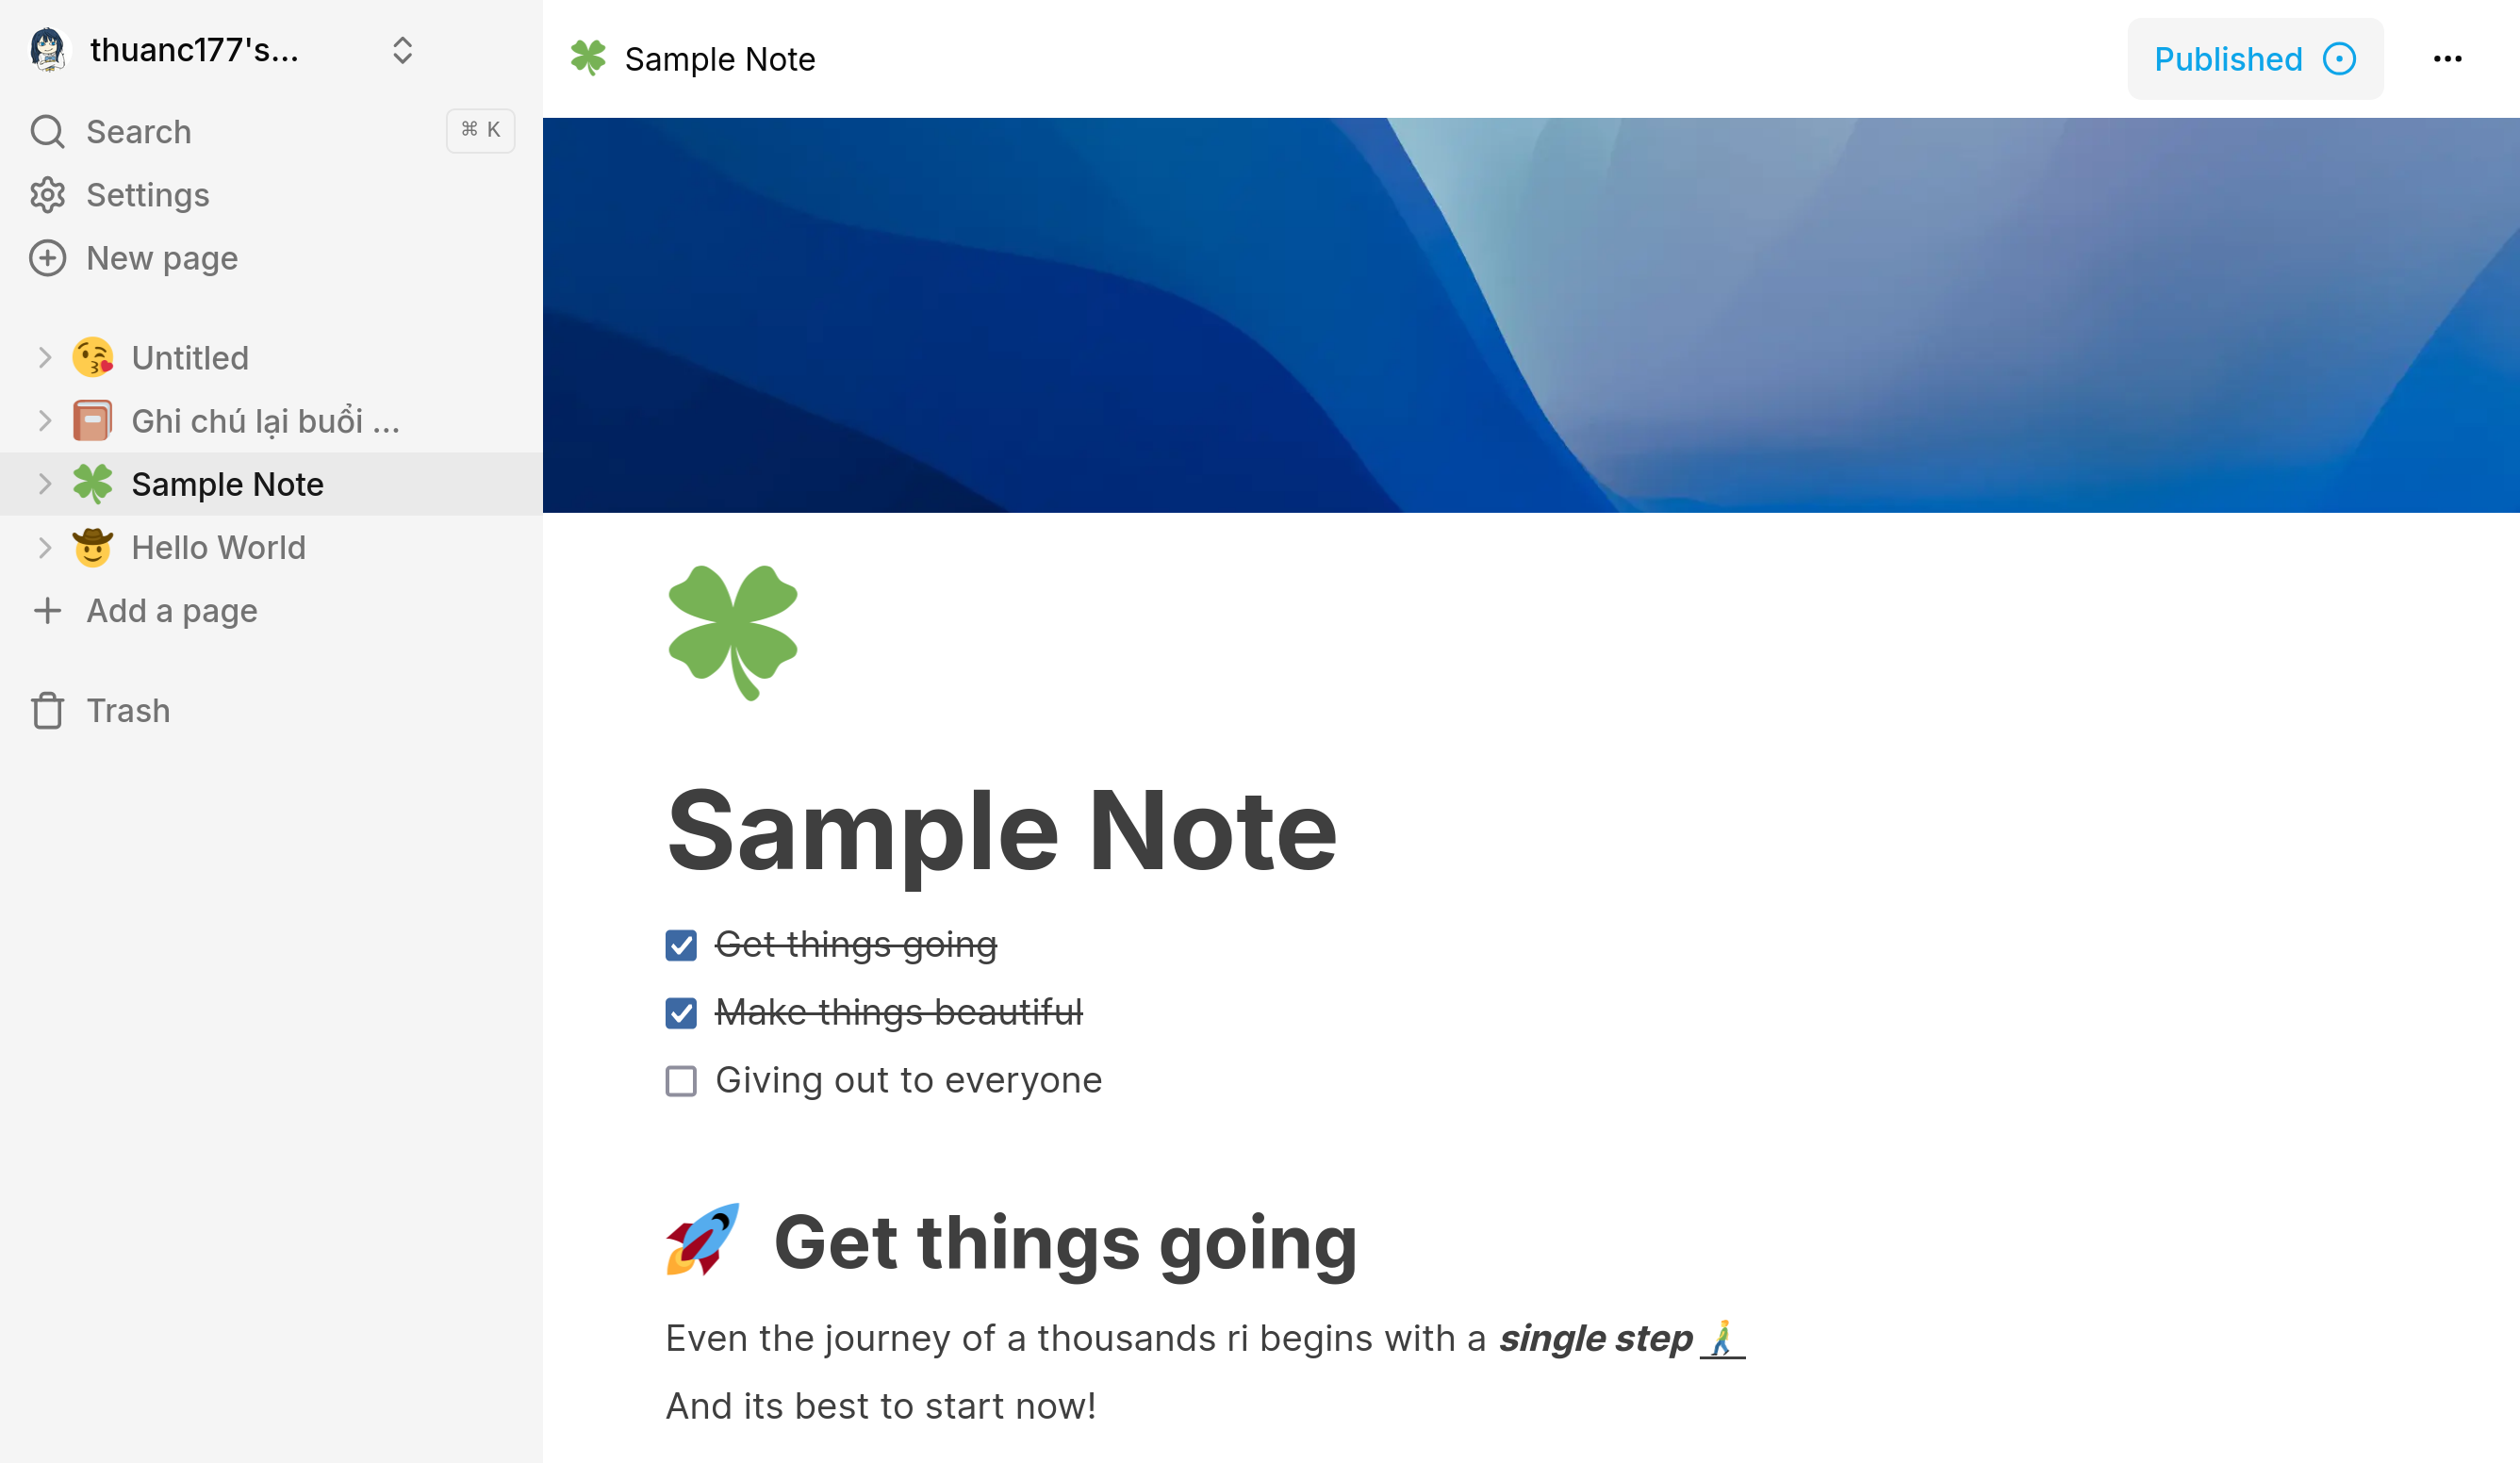 thuanc177's...
Search
⌘ K
Settings
New page
Untitled
Ghi chú lại buổi ...
Sample Note
Hello World
Add a page
Trash
Sample Note
Published
Sample Note
Get things going
Make things beautiful
Giving out to everyone
🚀 Get things going
Even the journey of a thousands ri begins with a single step 🚶
And its best to start now!